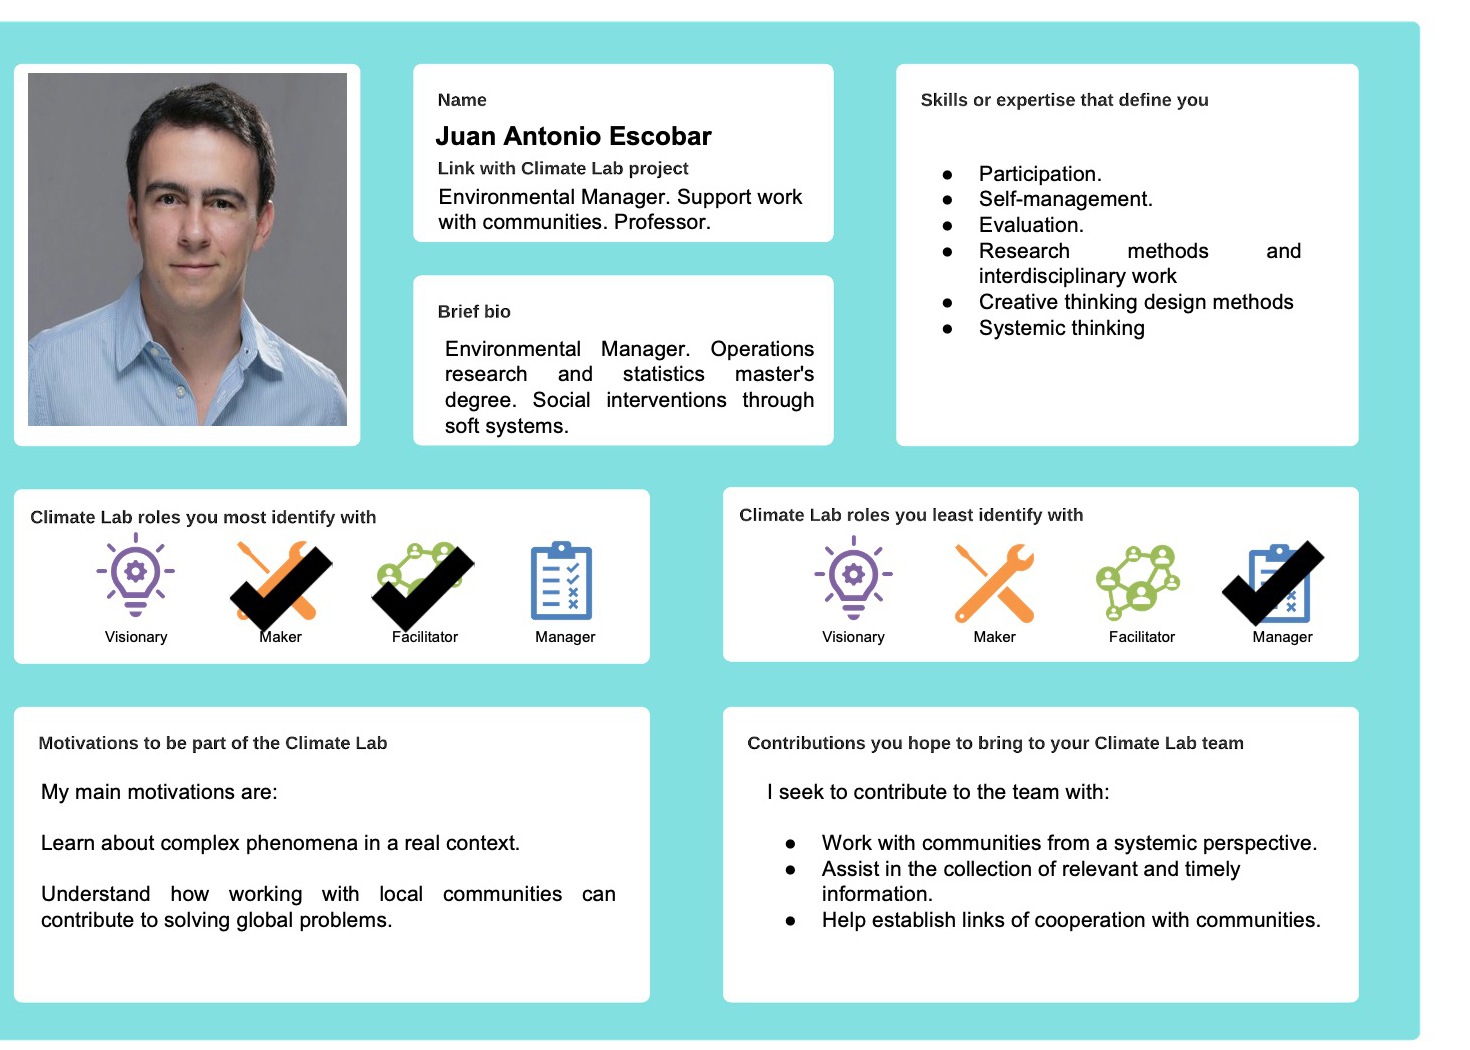 Name
Juan Antonio Escobar
Link with Climate Lab project
Environmental Manager. Support work
with communities. Professor.
Brief bio
Environmental Manager. Operations
research and statistics master's
degree. Social interventions through
soft systems.
Skills or expertise that define you
● Participation.
● Self-management.
● Evaluation.
● Research methods and
interdisciplinary work
● Creative thinking design methods
● Systemic thinking
Climate Lab roles you most identify with
Visionary Maker Facilitator Manager
Climate Lab roles you least identify with
Visionary Maker Facilitator Manager
Motivations to be part of the Climate Lab
My main motivations are:
Learn about complex phenomena in a real context.
Understand how working with local communities can
contribute to solving global problems.
Contributions you hope to bring to your Climate Lab team
I seek to contribute to the team with:
● Work with communities from a systemic perspective.
● Assist in the collection of relevant and timely
information.
● Help establish links of cooperation with communities.